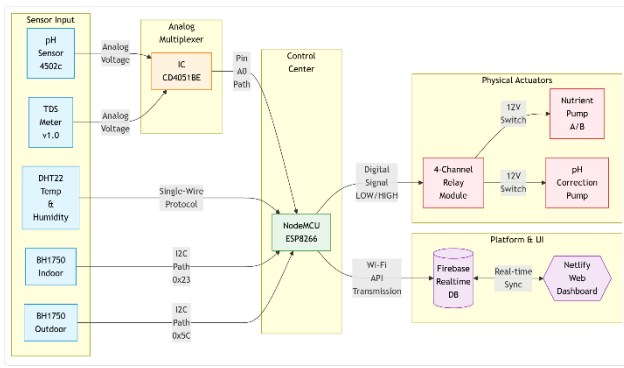 Sensor Input
pH
Sensor
4502c
TDS
Meter
v1.0
DHT22
Temp
&
Humidity
BH1750
Indoor
BH1750
Outdoor
Analog
Voltage
Analog
Voltage
Single-Wire
Protocol
I2C
Path
0x23
I2C
Path
0x5C
Analog
Multiplexer
IC
CD4051BE
Pin
A0
Path
Control
Center
NodeMCU
ESP8266
Digital
Signal
LOW/HIGH
Wi-Fi
API
Transmission
Physical Actuators
4-Channel
Relay
Module
12V
Switch
12V
Switch
Nutrient
Pump
A/B
pH
Correction
Pump
Platform & UI
Firebase
Realtime
DB
Real-time
Sync
Netlify
Web
Dashboard